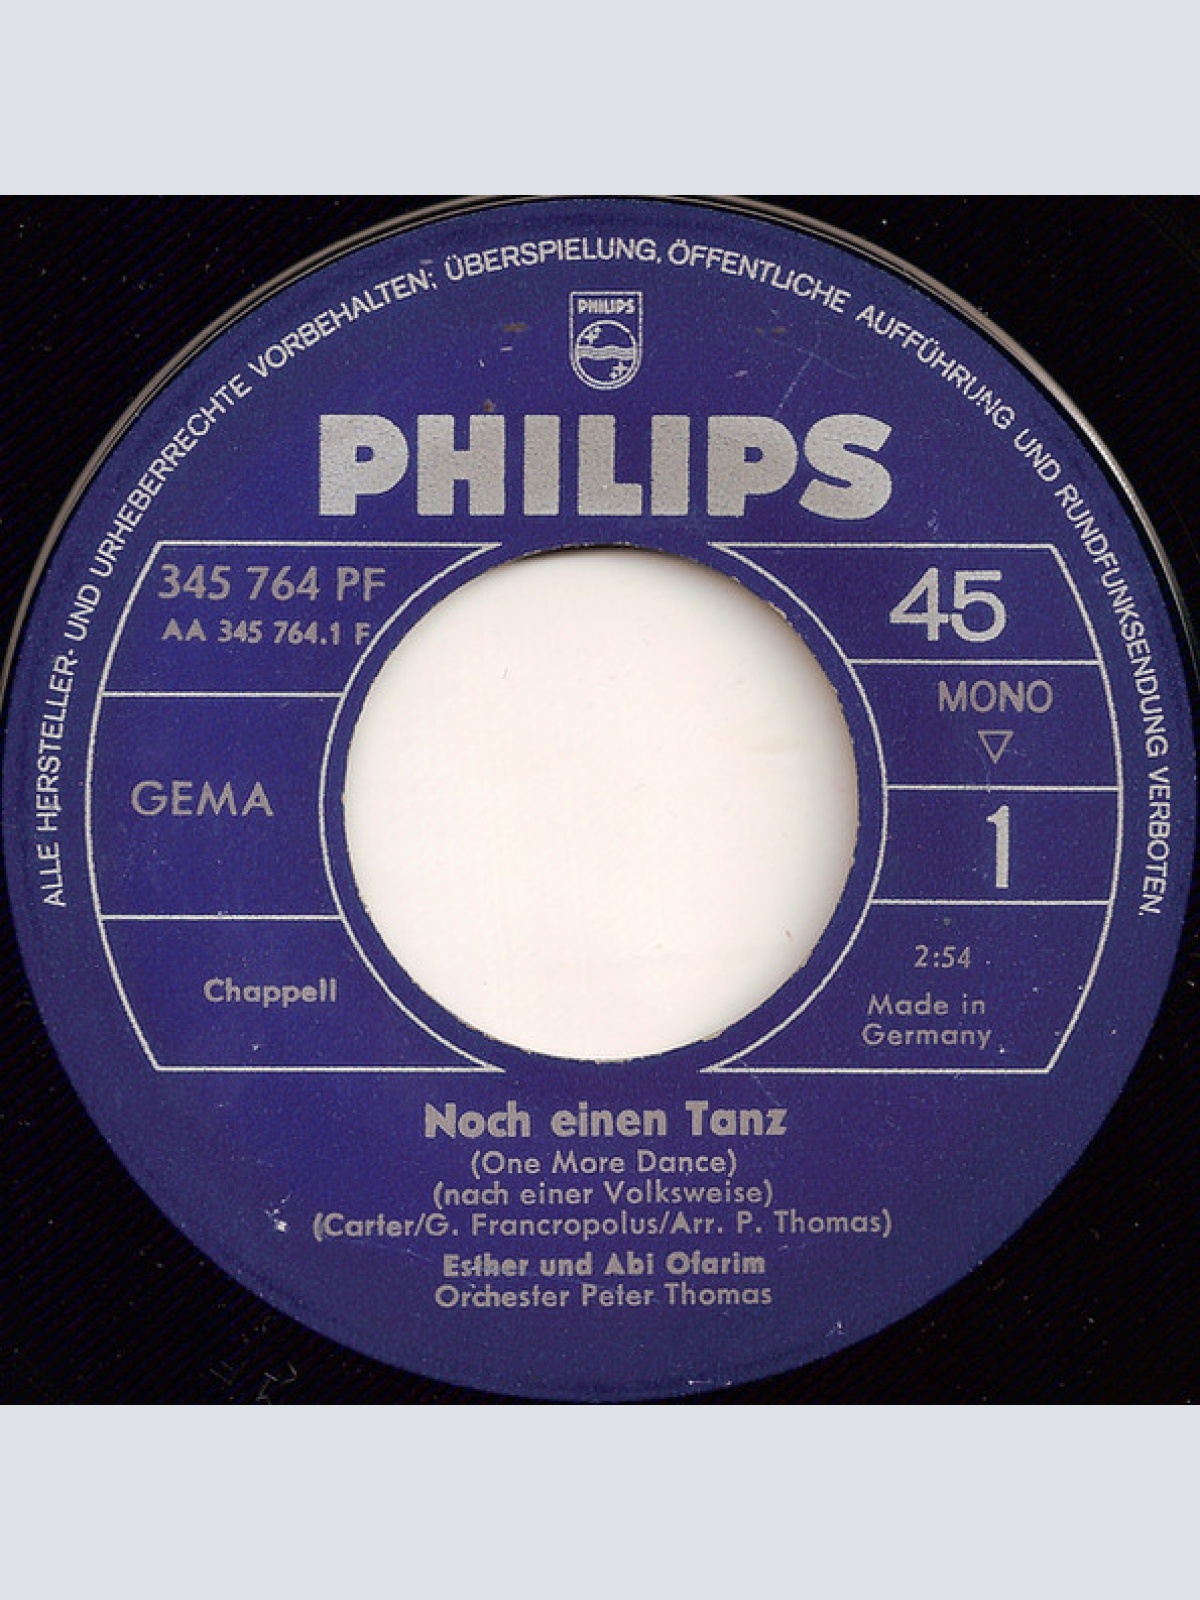 ALLE HERSTELLER- UND URHEBERRECHTE VORBEHALTEN; ÜBERSPIELUNG, ÖFFENTLICHE AUFFÜHRUNG UND RUNDFUNKSENDUNG VERBOTEN.
PHILIPS
PHILIPS
345 764 PF
AA 345 764.1 F
45
MONO
▽
GEMA
1
Chappell
2:54
Made in
Germany
Noch einen Tanz
(One More Dance)
(nach einer Volksweise)
(Carter/G. Francropolus/Arr. P. Thomas)
Esther und Abi Ofarim
Orchester Peter Thomas